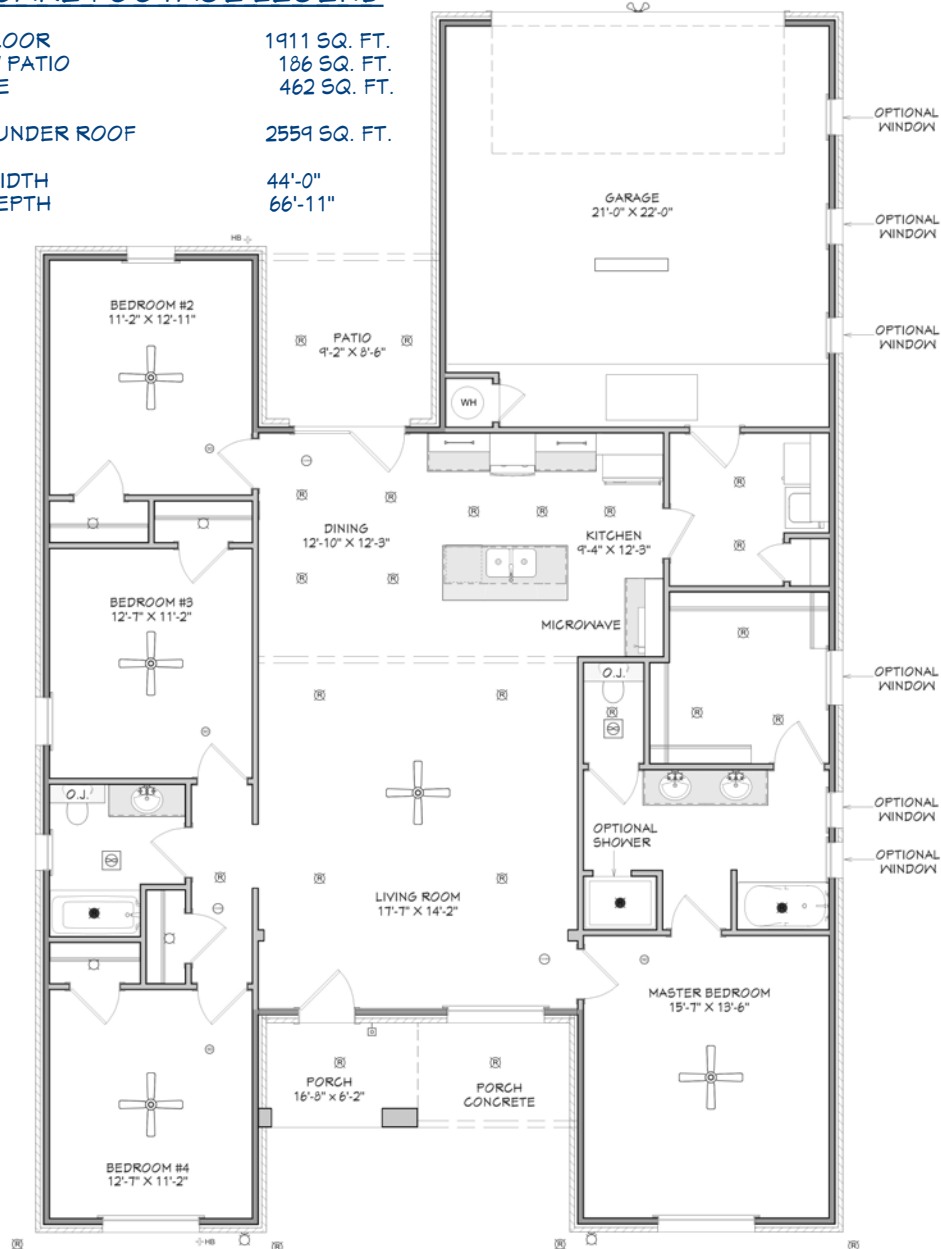 1911 SQ. FT.
PATIO 186 SQ. FT.
462 SQ. FT.
UNDER ROOF 2559 SQ. FT.
44'-0"
66'-11"
OPTIONAL
WINDOW
GARAGE
21'-0" X 22'-0"
OPTIONAL
WINDOW
HB
BEDROOM #2
11'-2" X 12'-11"
PATIO
9'-2" X 8'-6"
OPTIONAL
WINDOW
WH
DINING
12'-10" X 12'-3"
KITCHEN
9'-4" X 12'-3"
BEDROOM #3
12'-7" X 11'-2"
MICROWAVE
O.J.
OPTIONAL
WINDOW
O.J.
OPTIONAL
WINDOW
OPTIONAL
SHOWER
OPTIONAL
WINDOW
LIVING ROOM
17'-7" X 14'-2"
MASTER BEDROOM
15'-7" X 13'-6"
PORCH
16'-8" x 6'-2"
PORCH
CONCRETE
BEDROOM #4
12'-7" X 11'-2"
HB